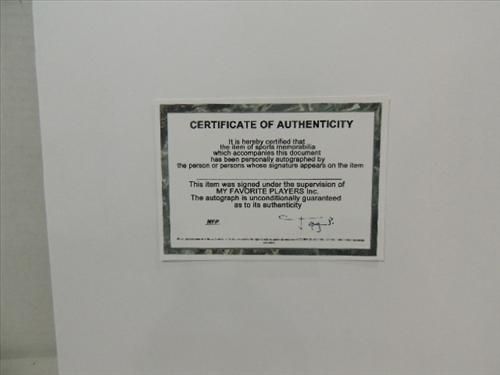 CERTIFICATE OF AUTHENTICITY
It is hereby certified that
the item of sports memorabilia
which accompanies this document
has been personally autographed by
the person or persons whose signature appears on the item
This item was signed under the supervision of
MY FAVORITE PLAYERS Inc.
The autograph is unconditionally guaranteed
as to its authenticity
MFP